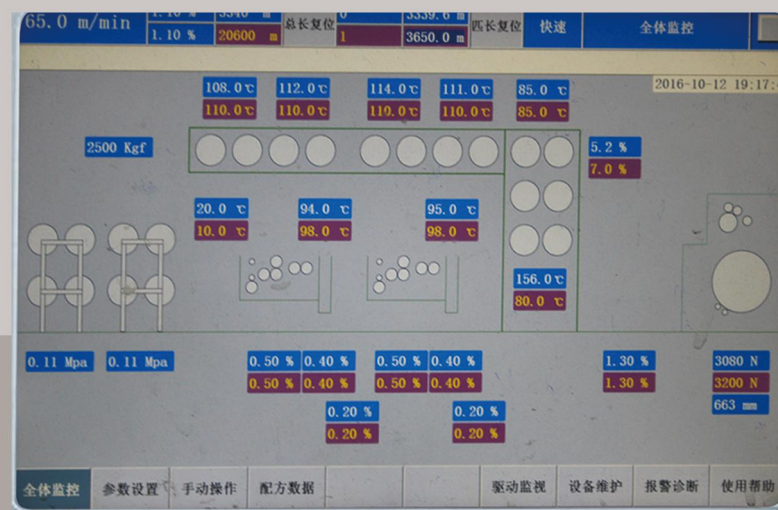 65.0 m/min 1.10 % 3340 m 总长复位 0 3339.6 m 匹长复位 快速 全体监控
1.10 % 20600 m 1 3650.0 m
2016-10-12 19:17:
108.0℃ 112.0℃ 114.0℃ 111.0℃ 85.0 ℃
110.0℃ 110.0℃ 110.0℃ 110.0℃ 85.0 ℃
2500 Kgf 5.2 %
7.0 %
20.0 ℃ 94.0 ℃ 95.0 ℃
10.0 ℃ 98.0 ℃ 98.0 ℃
156.0℃
80.0 ℃
0.11 Mpa 0.11 Mpa 0.50 % 0.40 % 0.50 % 0.40 % 1.30 % 3080 N
0.50 % 0.40 % 0.50 % 0.40 % 1.30 % 3200 N
0.20 % 0.20 % 663 mm
0.20 % 0.20 %
全体监控 参数设置 手动操作 配方数据 驱动监视 设备维护 报警诊断 使用帮助